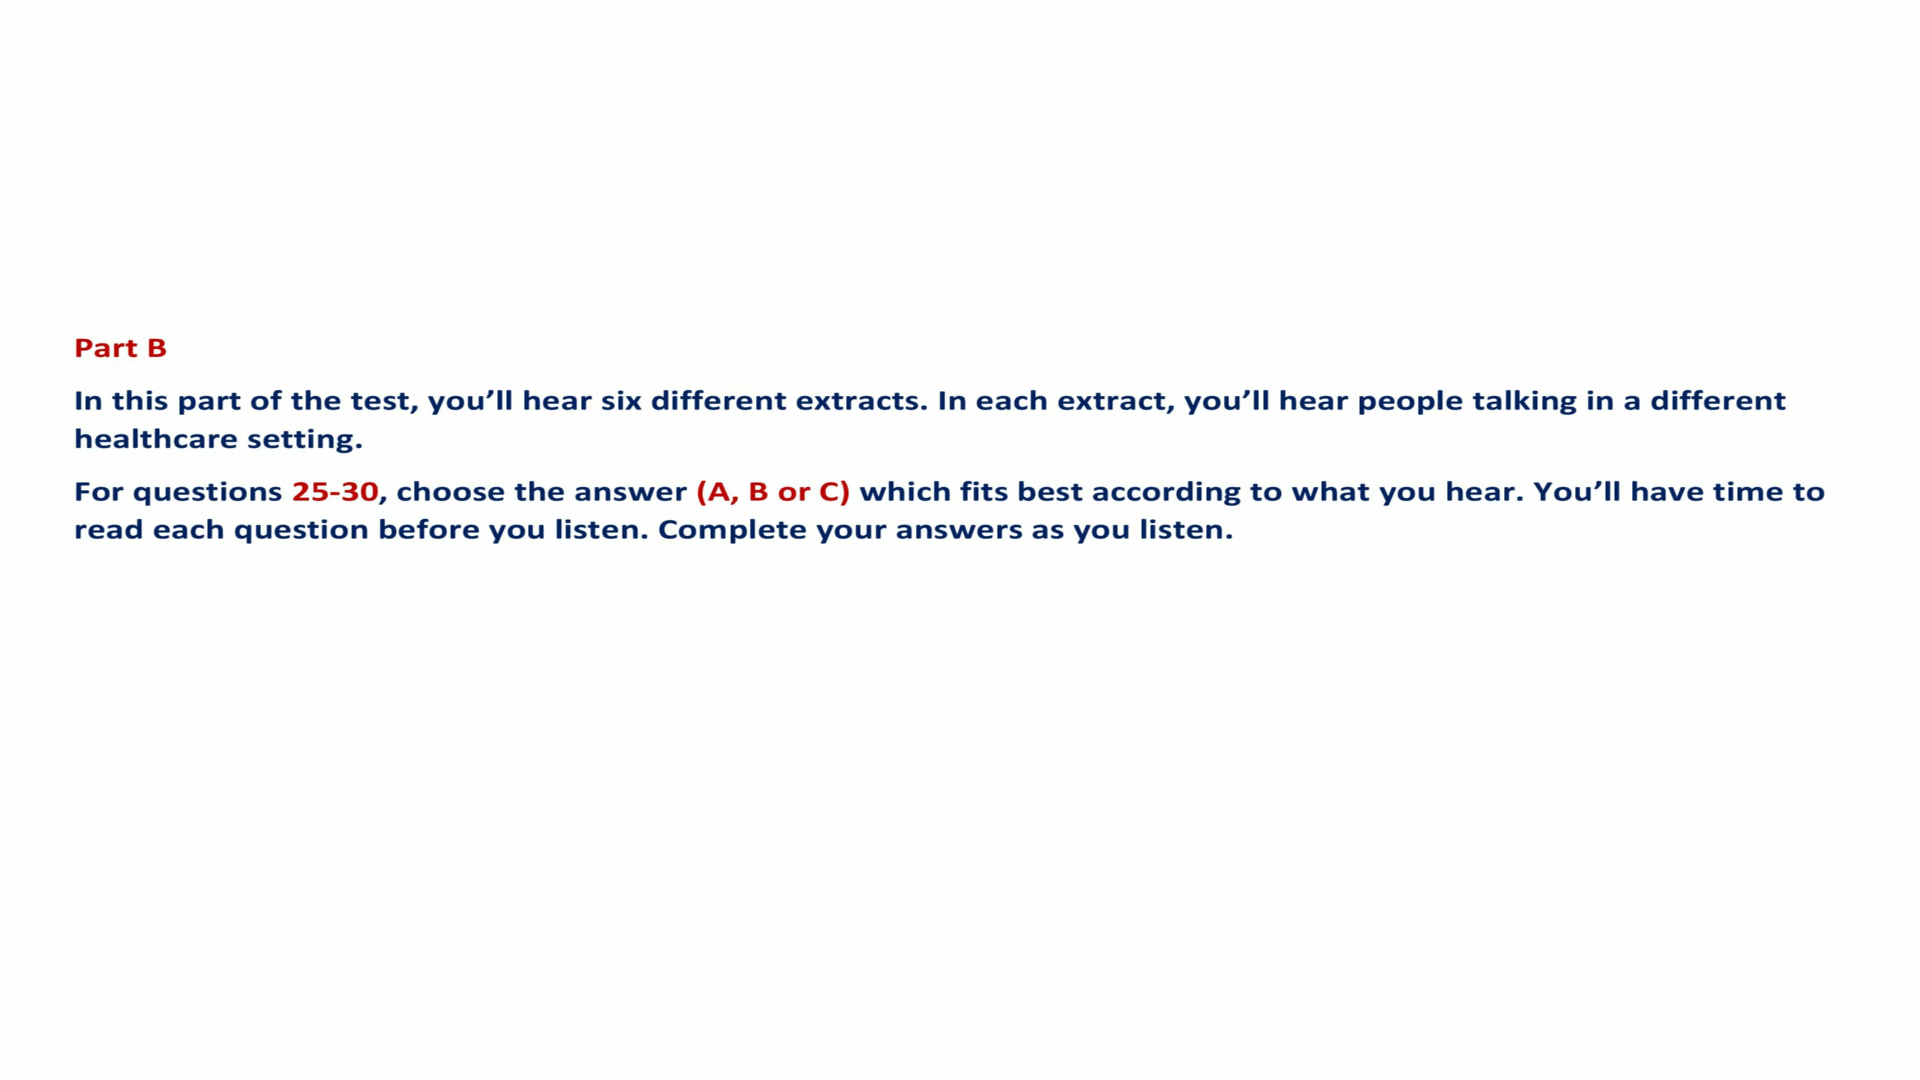 Part B
In this part of the test, you’ll hear six different extracts. In each extract, you’ll hear people talking in a different
healthcare setting.
For questions 25-30, choose the answer (A, B or C) which fits best according to what you hear. You’ll have time to
read each question before you listen. Complete your answers as you listen.